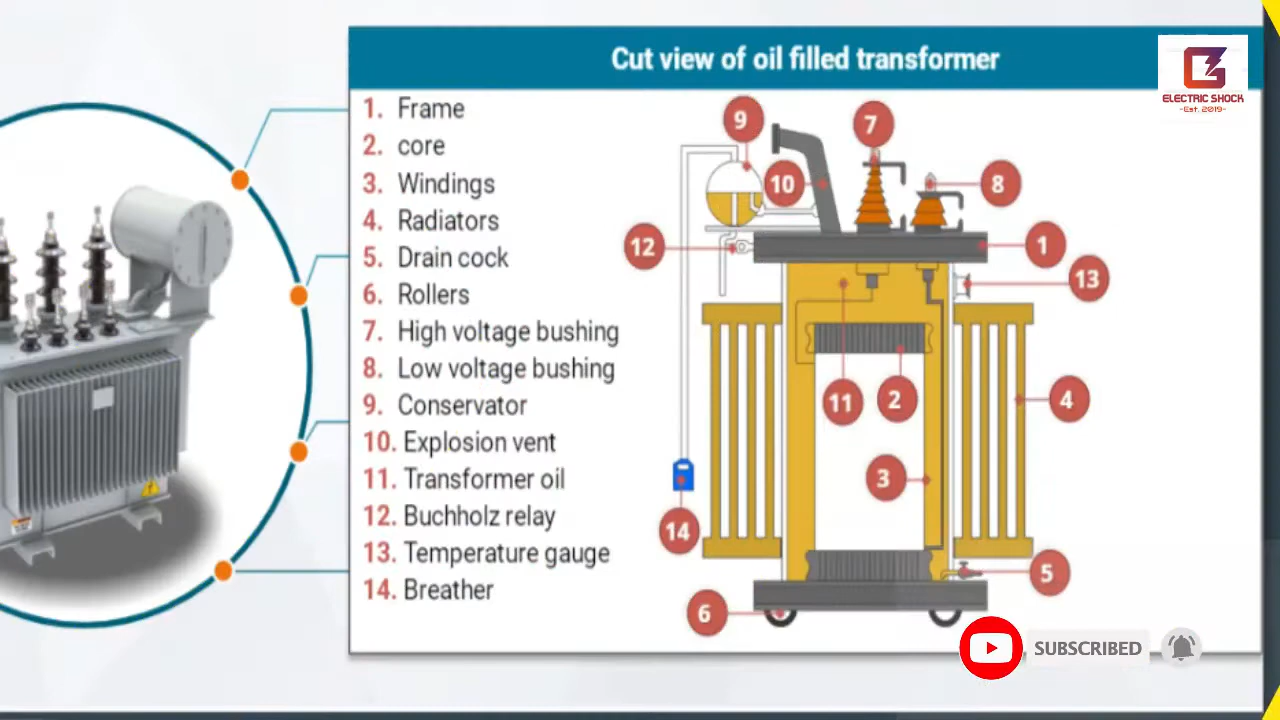 Cut view of oil filled transformer
ELECTRIC SHOCK
-Est. 2019-
1. Frame
2. core
3. Windings
4. Radiators
5. Drain cock
6. Rollers
7. High voltage bushing
8. Low voltage bushing
9. Conservator
10. Explosion vent
11. Transformer oil
12. Buchholz relay
13. Temperature gauge
14. Breather
9
7
10
8
12
1
13
11
2
4
3
14
5
6
SUBSCRIBED